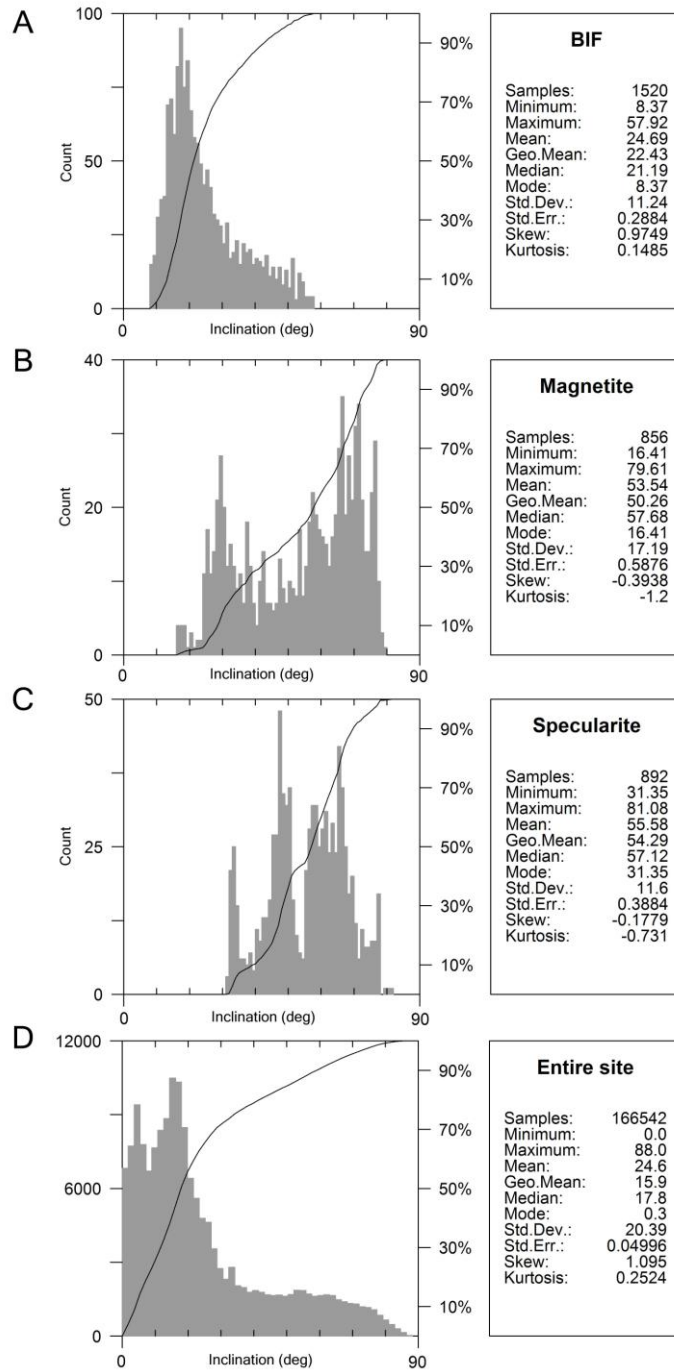 A
100
50
0
Count
0
Inclination (deg)
90
90%
70%
50%
30%
10%
BIF
Samples: 1520
Minimum: 8.37
Maximum: 57.92
Mean: 24.69
Geo.Mean: 22.43
Median: 21.19
Mode: 8.37
Std.Dev.: 11.24
Std.Err.: 0.2884
Skew: 0.9749
Kurtosis: 0.1485
B
40
20
0
Count
0
Inclination (deg)
90
90%
70%
50%
30%
10%
Magnetite
Samples: 856
Minimum: 16.41
Maximum: 79.61
Mean: 53.54
Geo.Mean: 50.26
Median: 57.68
Mode: 16.41
Std.Dev.: 17.19
Std.Err.: 0.5876
Skew: -0.3938
Kurtosis: -1.2
C
50
25
0
Count
0
Inclination (deg)
90
90%
70%
50%
30%
10%
Specularite
Samples: 892
Minimum: 31.35
Maximum: 81.08
Mean: 55.58
Geo.Mean: 54.29
Median: 57.12
Mode: 31.35
Std.Dev.: 11.6
Std.Err.: 0.3884
Skew: -0.1779
Kurtosis: -0.731
D
12000
6000
0
0
Inclination (deg)
90
90%
70%
50%
30%
10%
Entire site
Samples: 166542
Minimum: 0.0
Maximum: 88.0
Mean: 24.6
Geo.Mean: 15.9
Median: 17.8
Mode: 0.3
Std.Dev.: 20.39
Std.Err.: 0.04996
Skew: 1.095
Kurtosis: 0.2524